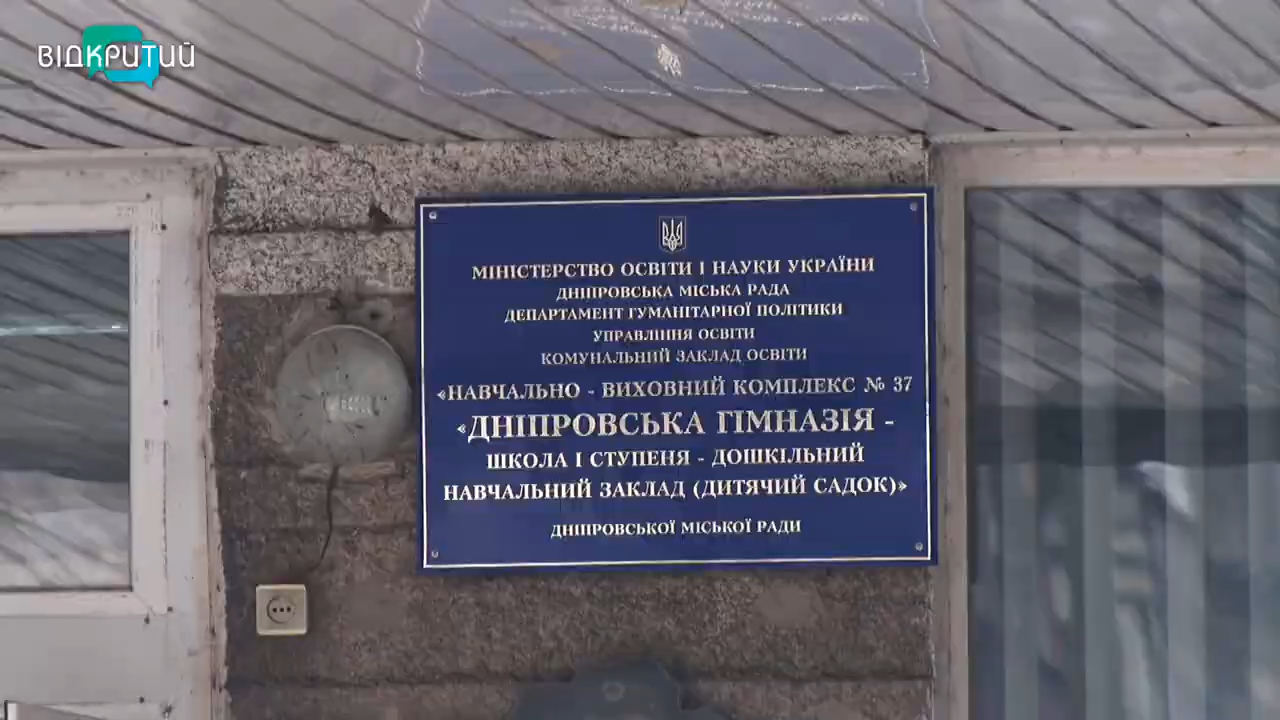 ВІДКРИТИЙ
МІНІСТЕРСТВО ОСВІТИ І НАУКИ УКРАЇНИ
ДНІПРОВСЬКА МІСЬКА РАДА
ДЕПАРТАМЕНТ ГУМАНІТАРНОЇ ПОЛІТИКИ
УПРАВЛІННЯ ОСВІТИ
КОМУНАЛЬНИЙ ЗАКЛАД ОСВІТИ
«НАВЧАЛЬНО - ВИХОВНИЙ КОМПЛЕКС № 37
«ДНІПРОВСЬКА ГІМНАЗІЯ -
ШКОЛА І СТУПЕНЯ - ДОШКІЛЬНИЙ
НАВЧАЛЬНИЙ ЗАКЛАД (ДИТЯЧИЙ САДОК)»
ДНІПРОВСЬКОЇ МІСЬКОЇ РАДИ